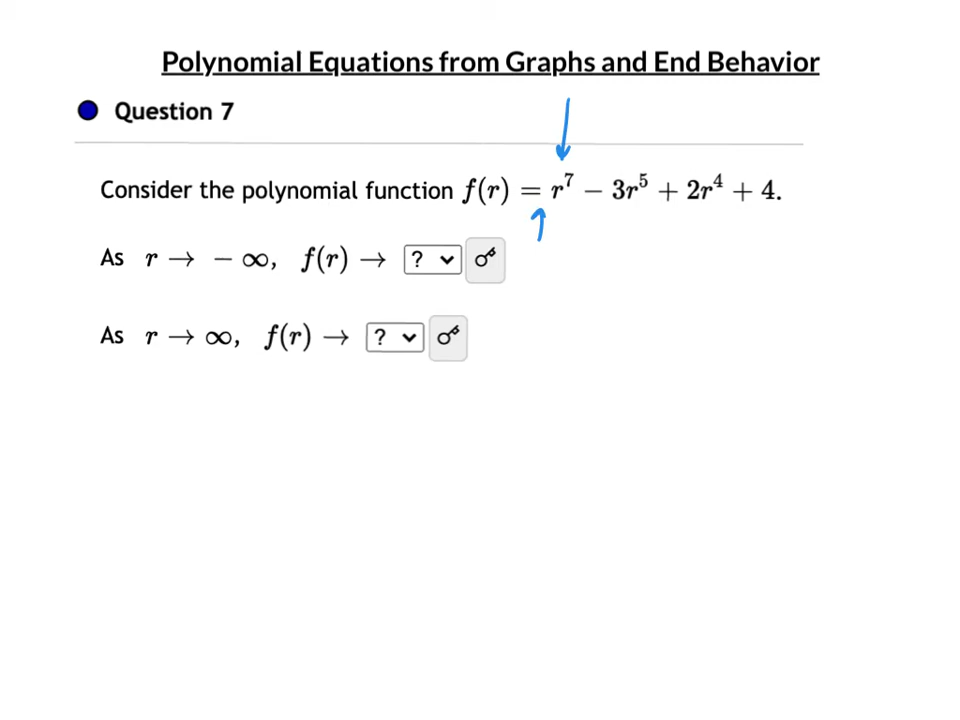 Polynomial Equations from Graphs and End Behavior
Question 7
Consider the polynomial function f(r) = r⁷ − 3r⁵ + 2r⁴ + 4.
As r → − ∞, f(r) → ?
As r → ∞, f(r) → ?